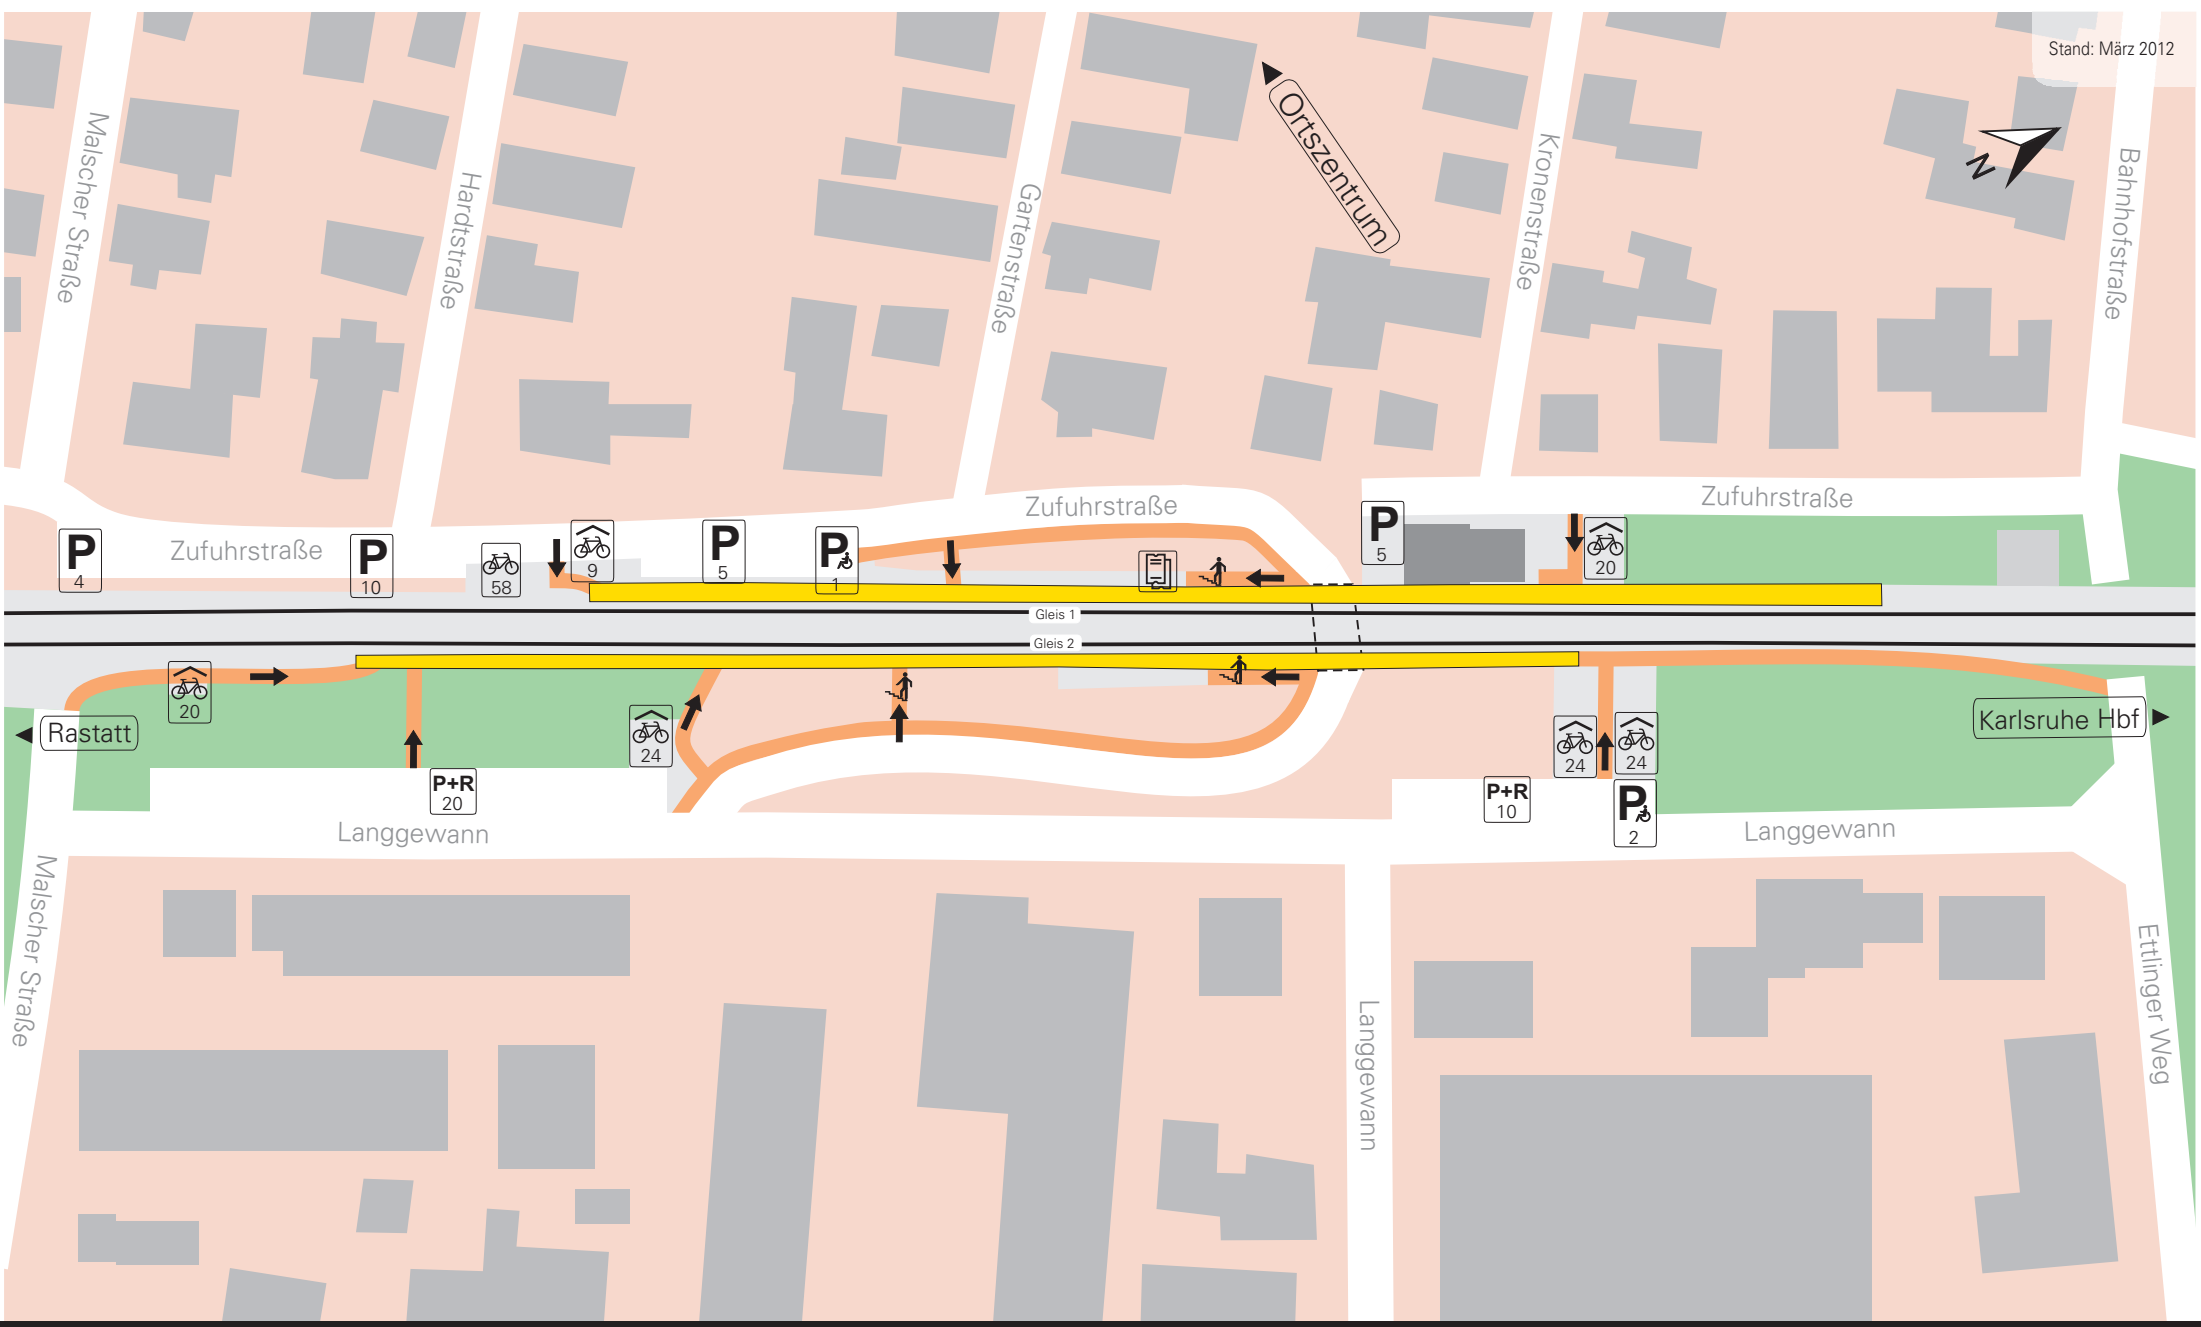 Stand: März 2012
N
Malscher Straße
Hardtstraße
Gartenstraße
Ortszentrum
Kronenstraße
Bahnhofstraße
Zufuhrstraße
Zufuhrstraße
Zufuhrstraße
P
4
P
10
58
9
P
5
P
1
P
5
20
Gleis 1
Gleis 2
20
Rastatt
24
24
24
Karlsruhe Hbf
P+R
20
P+R
10
P
2
Langgewann
Langgewann
Malscher Straße
Langgewann
Ettlinger Weg